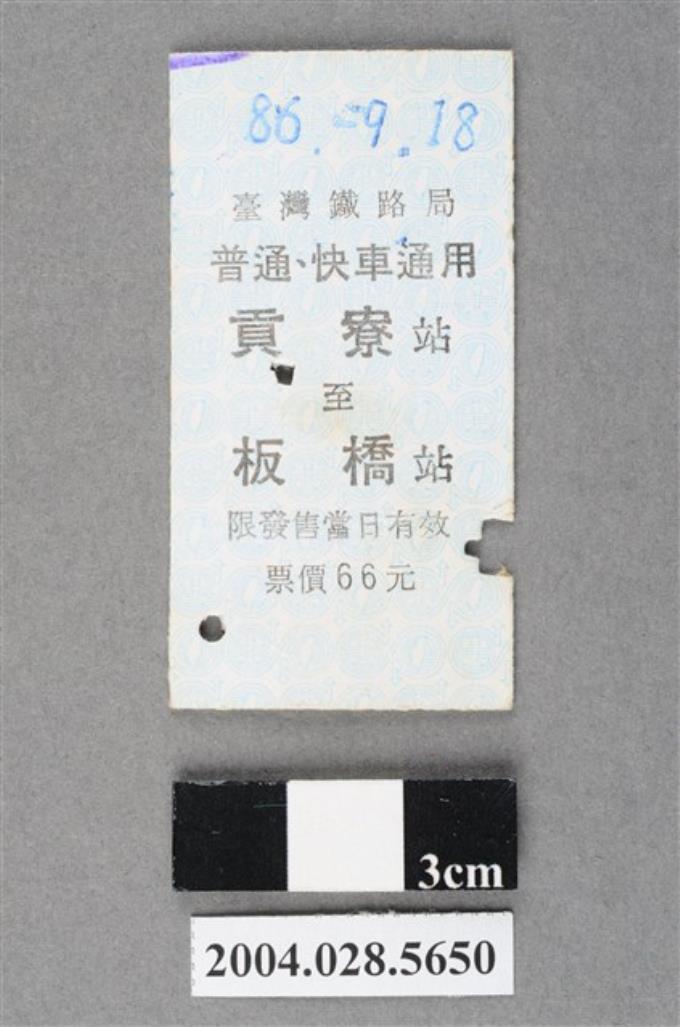 86.-9.18
臺灣鐵路局
普通、快車通用
貢寮站
至
板橋站
限發售當日有效
票價66元
3cm
2004.028.5650